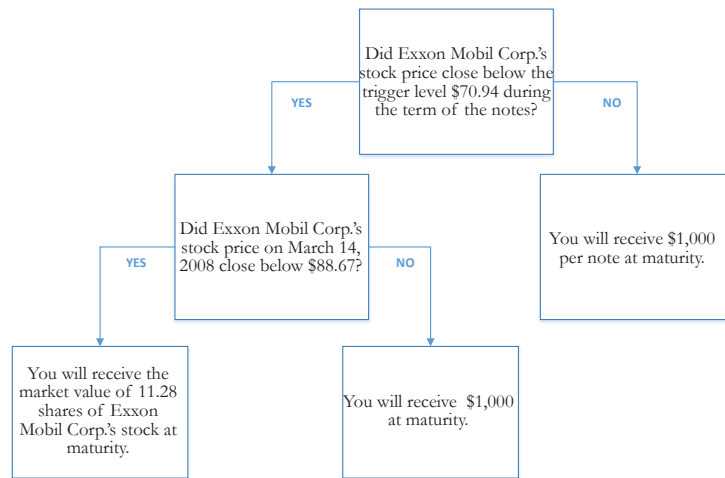 Did Exxon Mobil Corp.'s
stock price close below the
trigger level $70.94 during
the term of the notes?
YES
NO
Did Exxon Mobil Corp.'s
stock price on March 14,
2008 close below $88.67?
You will receive $1,000
per note at maturity.
YES
NO
You will receive the
market value of 11.28
shares of Exxon
Mobil Corp.'s stock at
maturity.
You will receive $1,000
at maturity.